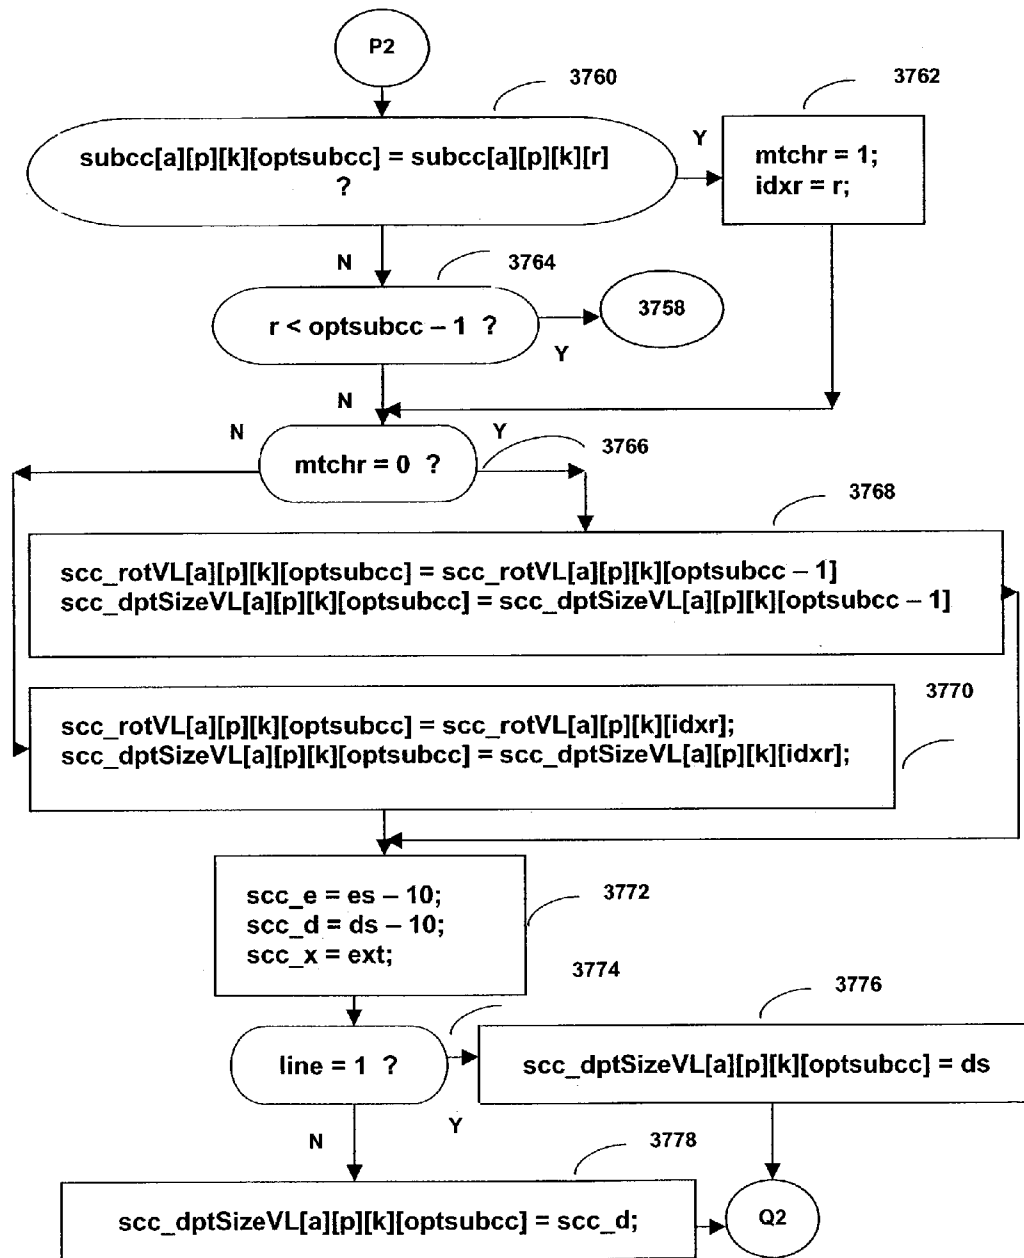 P2
3760
3762
subcc[a][p][k][optsubcc] = subcc[a][p][k][r]
?
Y
mtchr = 1;
idxr = r;
N
3764
r < optsubcc – 1 ?
3758
Y
N
N
Y
3766
mtchr = 0 ?
3768
scc_rotVL[a][p][k][optsubcc] = scc_rotVL[a][p][k][optsubcc – 1]
scc_dptSizeVL[a][p][k][optsubcc] = scc_dptSizeVL[a][p][k][optsubcc – 1]
3770
scc_rotVL[a][p][k][optsubcc] = scc_rotVL[a][p][k][idxr];
scc_dptSizeVL[a][p][k][optsubcc] = scc_dptSizeVL[a][p][k][idxr];
scc_e = es – 10;
scc_d = ds – 10;
scc_x = ext;
3772
3774
3776
line = 1 ?
scc_dptSizeVL[a][p][k][optsubcc] = ds
N
Y
3778
scc_dptSizeVL[a][p][k][optsubcc] = scc_d;
Q2